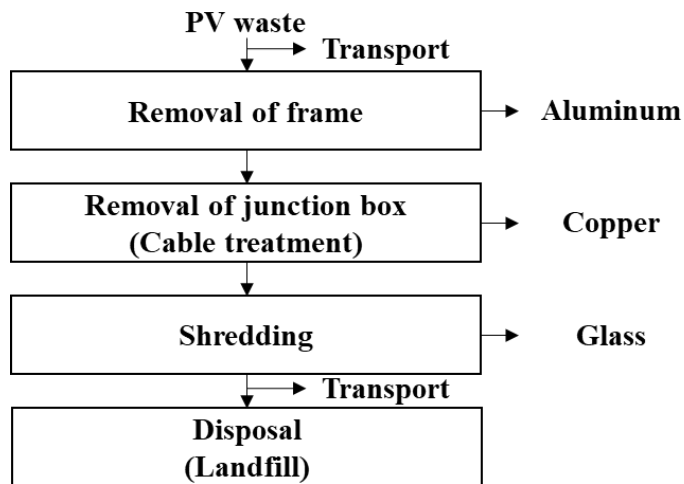 PV waste
Transport
Removal of frame
Aluminum
Removal of junction box
(Cable treatment)
Copper
Shredding
Glass
Transport
Disposal
(Landfill)